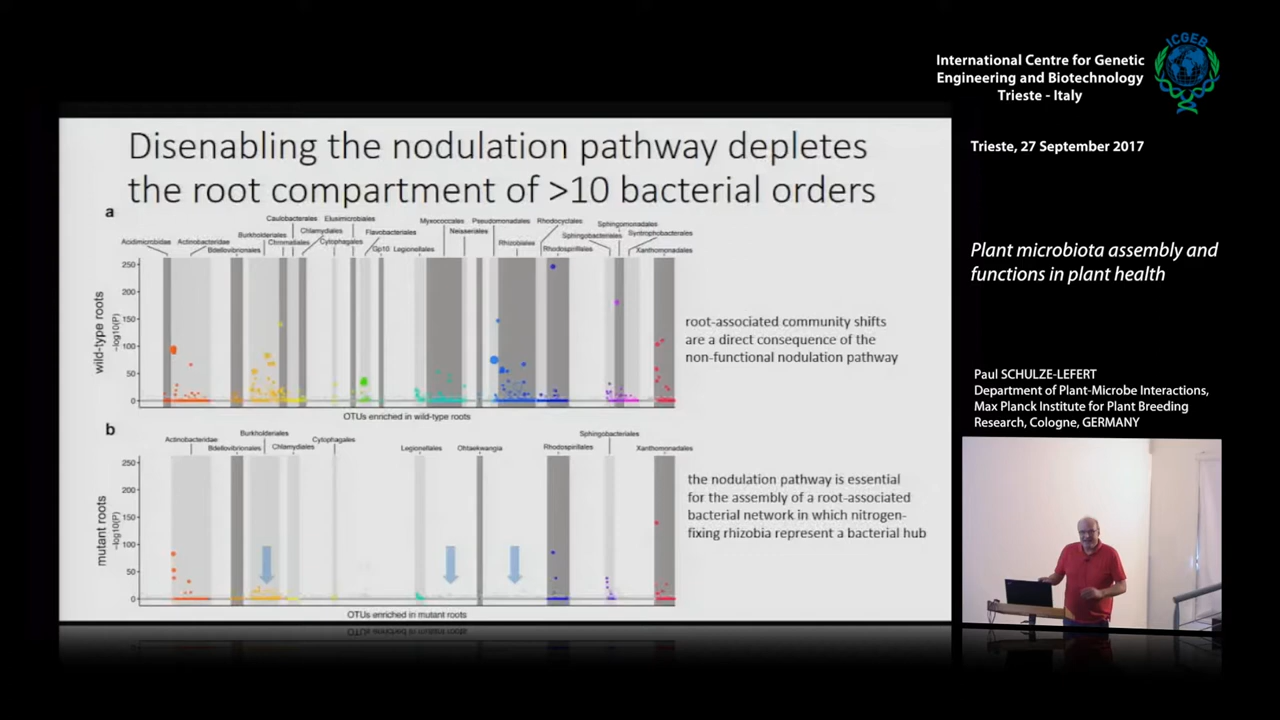 ICGEB
International Centre for Genetic
Engineering and Biotechnology
Trieste - Italy
Trieste, 27 September 2017
Plant microbiota assembly and
functions in plant health
Paul SCHULZE-LEFERT
Department of Plant-Microbe Interactions,
Max Planck Institute for Plant Breeding
Research, Cologne, GERMANY
Disenabling the nodulation pathway depletes
the root compartment of >10 bacterial orders
a
Caulobacterales Elusimicrobiales Myxococcales Pseudomonadales Rhodocyclales Sphingomonadales
Burkholderiales Chlamydiales Flavobacteriales Neisseriales Sphingobacteriales Syntrophobacterales
Acidimicrobidae Actinobacteridae Cytophagales Rhizobiales
Bdellovibrionales Gp10 Legionellales Rhodospirillales Xanthomonadales
wild-type roots
−log10(P)
250
200
150
100
50
0
OTUs enriched in wild-type roots
root-associated community shifts
are a direct consequence of the
non-functional nodulation pathway
b
Burkholderiales Sphingobacteriales
Actinobacteridae Cytophagales
Bdellovibrionales Chlamydiales Legionellales Ohtaekwangia Rhodospirillales Xanthomonadales
mutant roots
−log10(P)
250
200
150
100
50
0
OTUs enriched in mutant roots
the nodulation pathway is essential
for the assembly of a root-associated
bacterial network in which nitrogen-
fixing rhizobia represent a bacterial hub